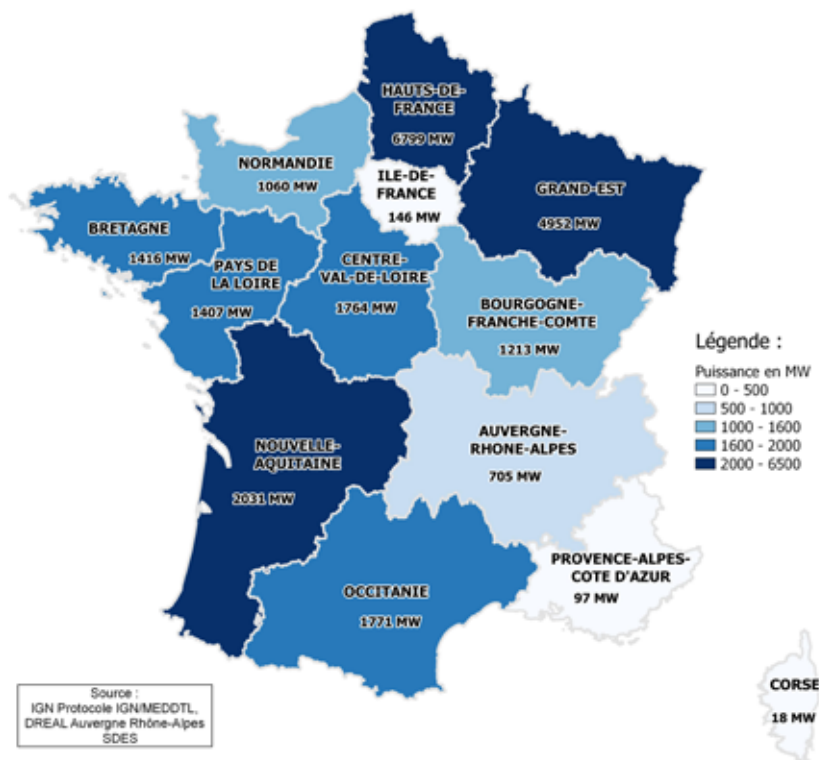 HAUTS-DE-
FRANCE
6799 MW
NORMANDIE
1060 MW
ILE-DE-
FRANCE
146 MW
GRAND-EST
4952 MW
BRETAGNE
1416 MW
PAYS DE
LA LOIRE
1407 MW
CENTRE-
VAL-DE-LOIRE
1764 MW
BOURGOGNE-
FRANCHE-COMTE
1213 MW
Légende :
Puissance en MW
0 - 500
500 - 1000
1000 - 1600
1600 - 2000
2000 - 6500
NOUVELLE-
AQUITAINE
2031 MW
AUVERGNE-
RHONE-ALPES
705 MW
PROVENCE-ALPES-
COTE D'AZUR
97 MW
OCCITANIE
1771 MW
CORSE
18 MW
Source :
IGN Protocole IGN/MEDDTL,
DREAL Auvergne Rhône-Alpes
SDES